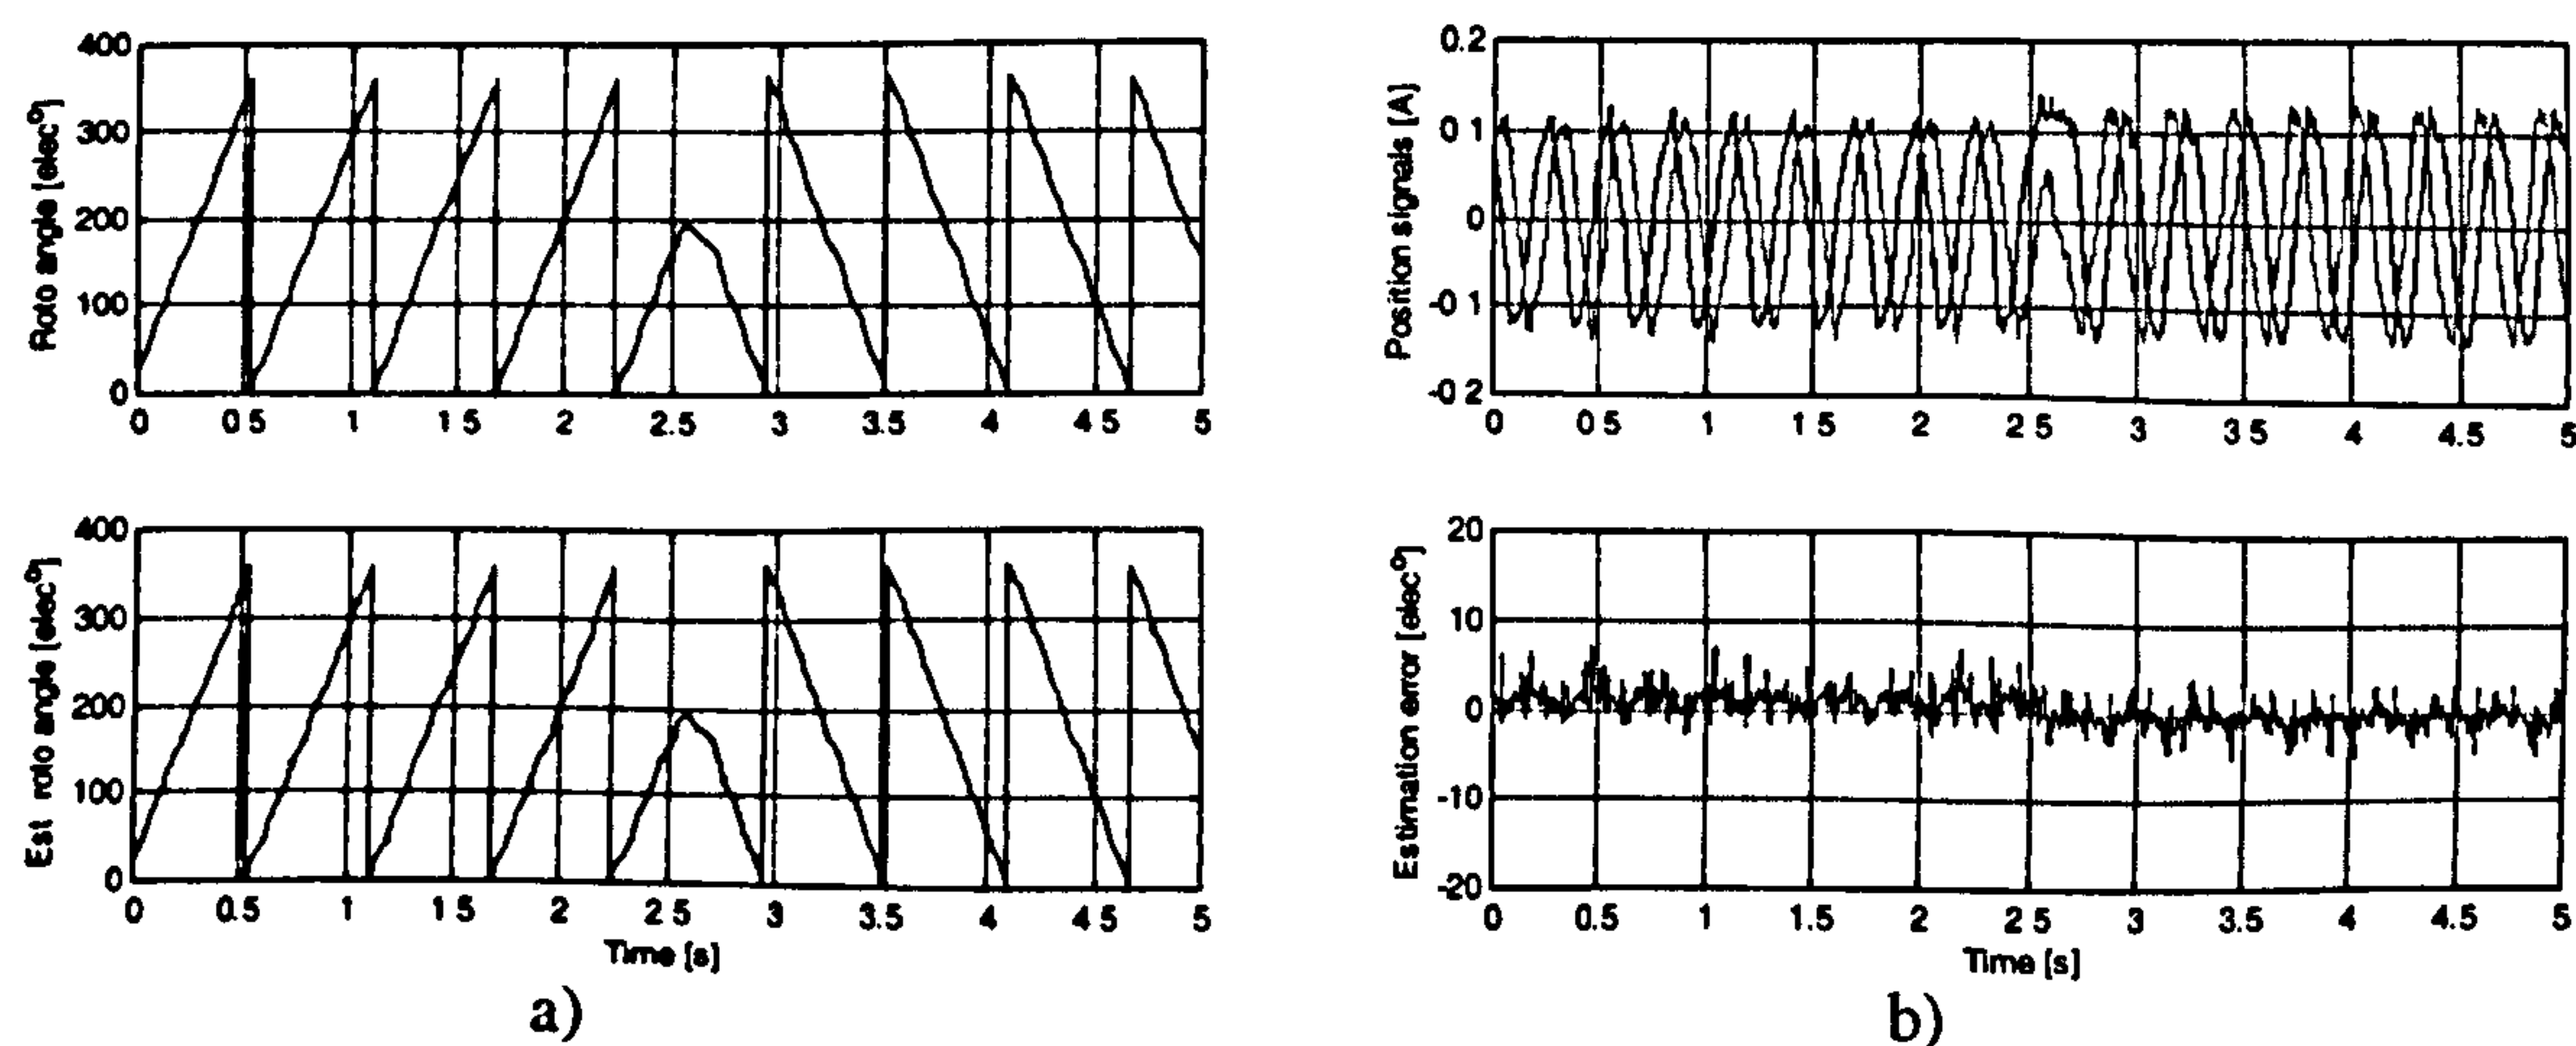 400
300
200
100
0
Roto angle [elecº]
0 0 5 1 1 5 2 2.5 3 3.5 4 4 5 5
400
300
200
100
0
Est roto angle [elecº]
0 0.5 1 1 5 2 2 5 3 3.5 4 4 5 5
Time [s]
a)
0.2
0 1
0
-0 1
-0 2
Position signals [A]
0 0 5 1 1 5 2 2 5 3 3 5 4 4.5 5
20
10
0
-10
-20
Estimation error [elecº]
0 0.5 1 1.5 2 2 5 3 3.5 4 4.5 5
Time [s]
b)